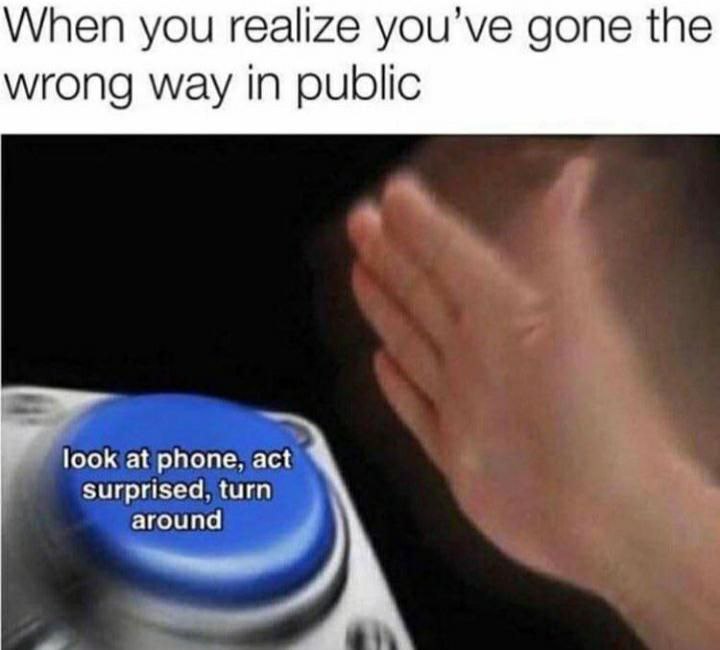 When you realize you’ve gone the
wrong way in public
look at phone, act
surprised, turn
around